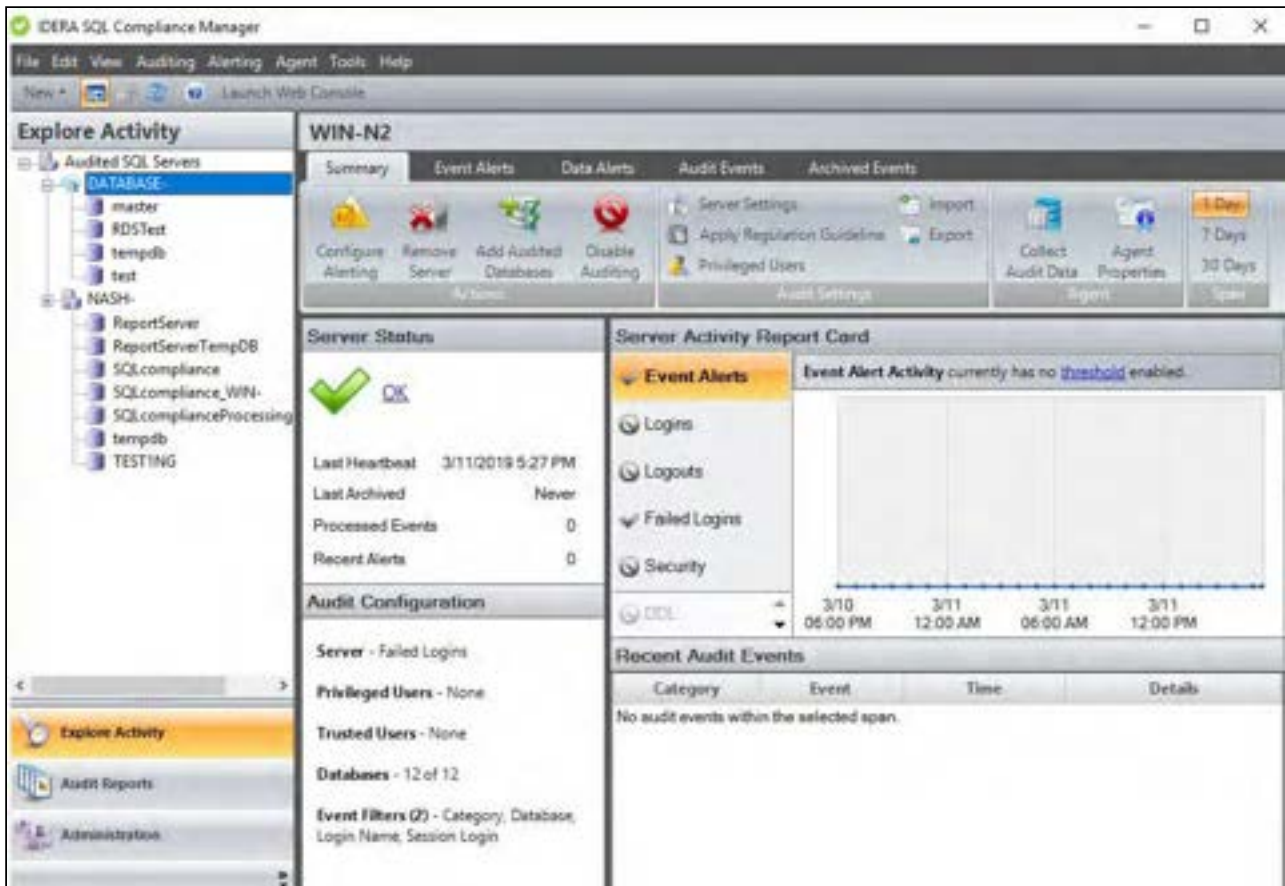 IDERA SQL Compliance Manager
File Edit View Auditing Alerting Agent Tools Help
New Launch Web Console
Explore Activity
Audited SQL Servers
DATABASE-
master
RDSTest
tempdb
test
NASH-
ReportServer
ReportServerTempDB
SQLcompliance
SQLcompliance_WIN-
SQLcomplianceProcessing
tempdb
TEST1NG
Explore Activity
Audit Reports
Administration
WIN-N2
Summary Event Alerts Data Alerts Audit Events Archived Events
Configure Alerting
Remove Server
Add Audited Databases
Disable Auditing
Actions
Server Settings
Apply Regulation Guideline
Privileged Users
Import
Export
Audit Settings
Collect Audit Data
Agent Properties
Agent
1 Day
7 Days
30 Days
Span
Server Status
OK
Last Heartbeat 3/11/2019 5:27 PM
Last Archived Never
Processed Events 0
Recent Alerts 0
Audit Configuration
Server - Failed Logins
Privileged Users - None
Trusted Users - None
Databases - 12 of 12
Event Filters (2) - Category, Database,
Login Name, Session Login
Server Activity Report Card
Event Alerts
Logins
Logouts
Failed Logins
Security
DDL
Event Alert Activity currently has no threshold enabled.
3/10 3/11 3/11 3/11
06:00 PM 12:00 AM 06:00 AM 12:00 PM
Recent Audit Events
Category Event Time Details
No audit events within the selected span.